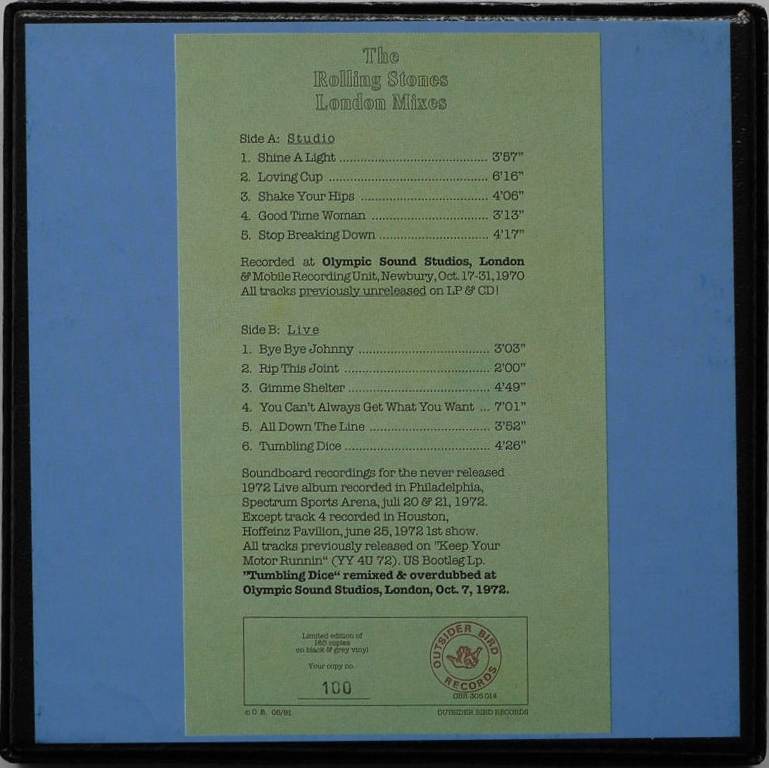 The
Rolling Stones
London Mixes
Side A: Studio
1. Shine A Light ............................................. 3'57"
2. Loving Cup ................................................ 6'16"
3. Shake Your Hips ....................................... 4'06"
4. Good Time Woman ................................... 3'13"
5. Stop Breaking Down ................................. 4'17"
Recorded at Olympic Sound Studios, London
& Mobile Recording Unit, Newbury, Oct. 17-31, 1970
All tracks previously unreleased on LP & CD!
Side B: Live
1. Bye Bye Johnny ........................................ 3'03"
2. Rip This Joint ............................................ 2'00"
3. Gimme Shelter ........................................... 4'49"
4. You Can't Always Get What You Want ... 7'01"
5. All Down The Line .................................... 3'52"
6. Tumbling Dice ............................................ 4'26"
Soundboard recordings for the never released
1972 Live album recorded in Philadelphia,
Spectrum Sports Arena, juli 20 & 21, 1972.
Except track 4 recorded in Houston,
Hoffeinz Pavilion, june 25, 1972 1st show.
All tracks previously released on "Keep Your
Motor Runnin" (YY 4U 72). US Bootleg Lp.
"Tumbling Dice" remixed & overdubbed at
Olympic Sound Studios, London, Oct. 7, 1972.
Limited edition of
copies
on black & grey vinyl
Your copy no.
100
OUTSIDER BIRD
RECORDS
OBR 305014
OUTSIDER BIRD RECORDS